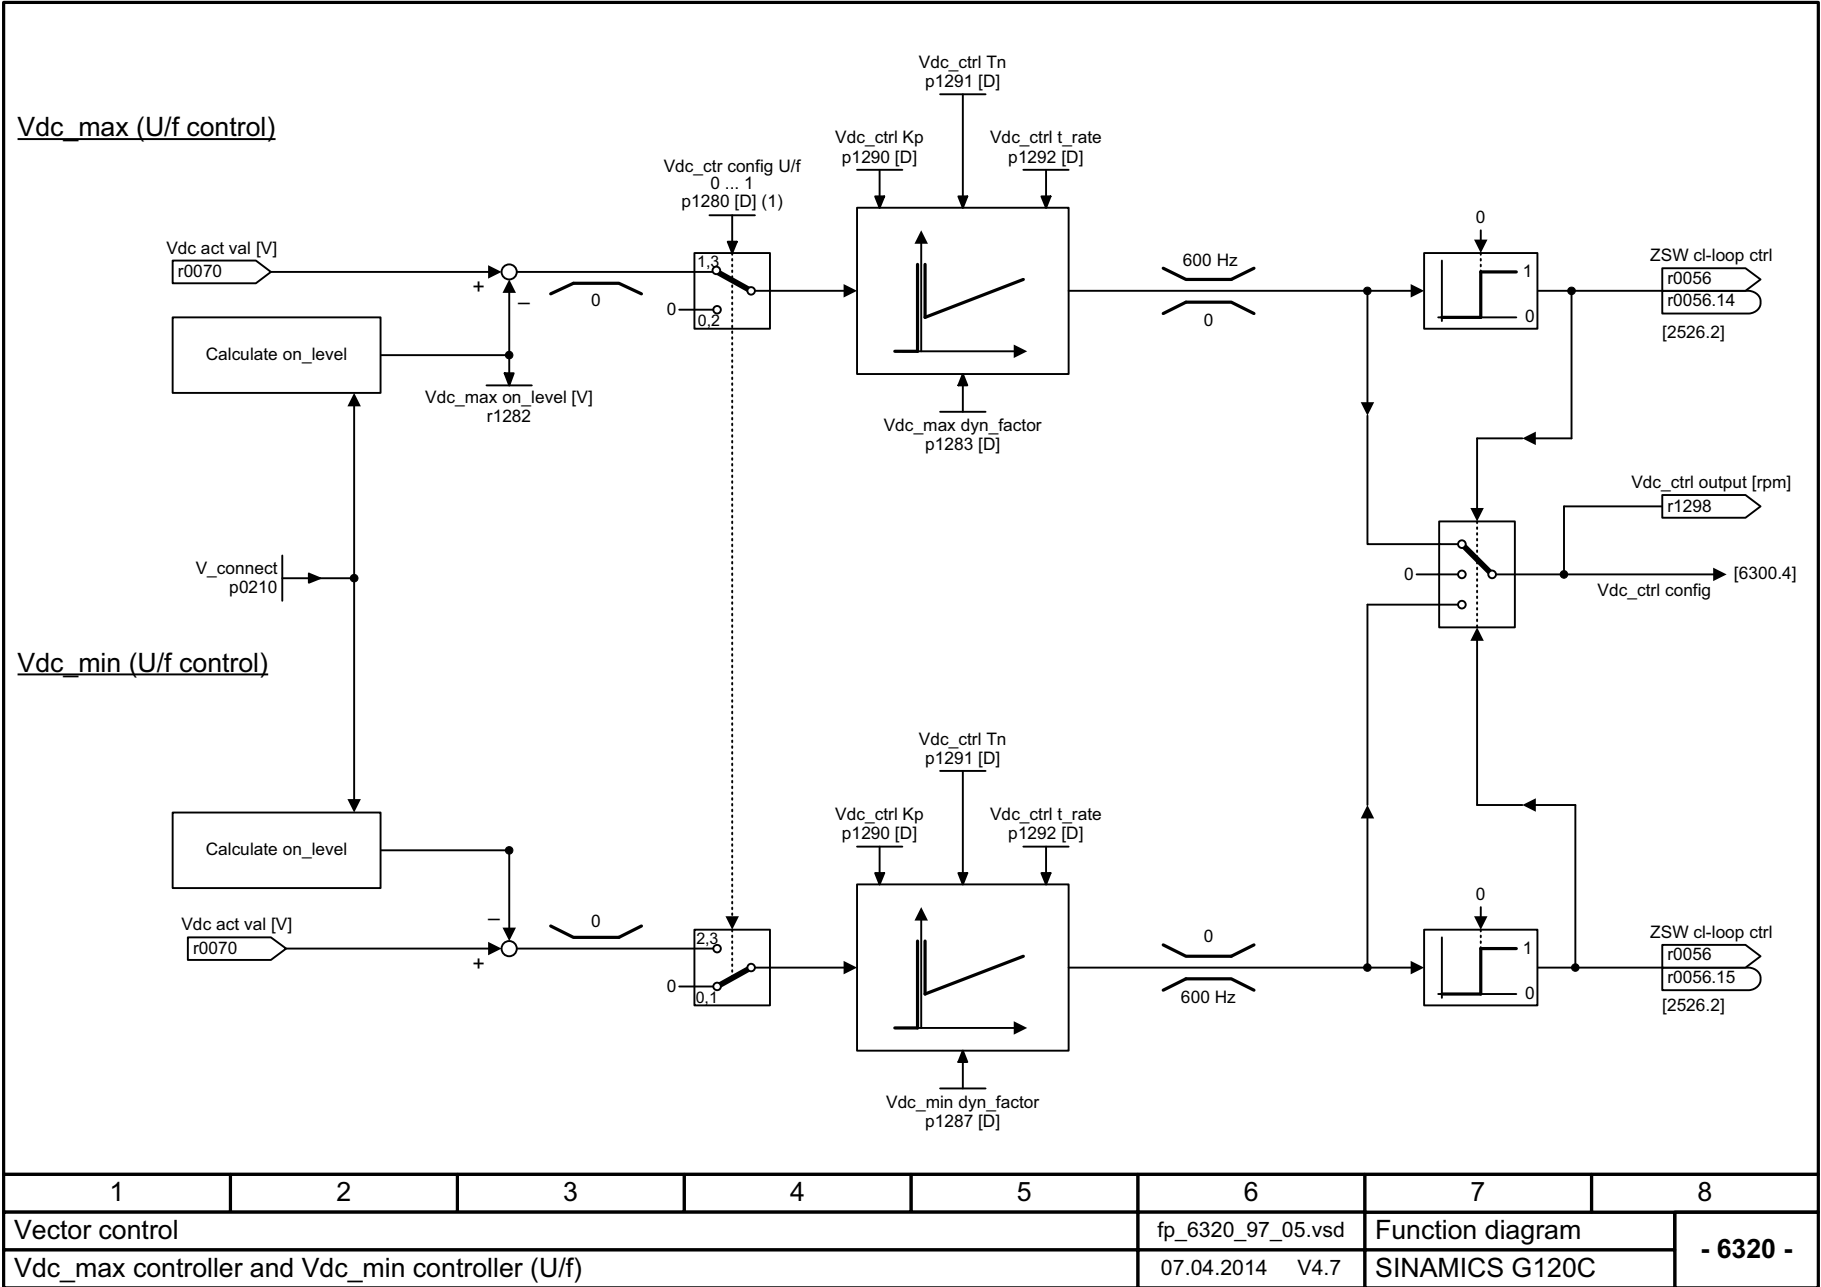 Vdc_max (U/f control)
Vdc_ctrl Tn
p1291 [D]
Vdc_ctrl Kp
p1290 [D]
Vdc_ctrl t_rate
p1292 [D]
Vdc_ctr config U/f
0 ... 1
p1280 [D] (1)
Vdc act val [V]
r0070
+
–
0
1,3
0
0,2
600 Hz
0
0
1
0
ZSW cl-loop ctrl
r0056
r0056.14
[2526.2]
Calculate on_level
Vdc_max on_level [V]
r1282
Vdc_max dyn_factor
p1283 [D]
Vdc_ctrl output [rpm]
r1298
V_connect
p0210
0
[6300.4]
Vdc_ctrl config
Vdc_min (U/f control)
Vdc_ctrl Tn
p1291 [D]
Vdc_ctrl Kp
p1290 [D]
Vdc_ctrl t_rate
p1292 [D]
Calculate on_level
Vdc act val [V]
r0070
–
+
0
2,3
0
0,1
0
600 Hz
0
1
0
ZSW cl-loop ctrl
r0056
r0056.15
[2526.2]
Vdc_min dyn_factor
p1287 [D]
1 2 3 4 5 6 7 8
Vector control
fp_6320_97_05.vsd
Function diagram
- 6320 -
Vdc_max controller and Vdc_min controller (U/f)
07.04.2014 V4.7
SINAMICS G120C